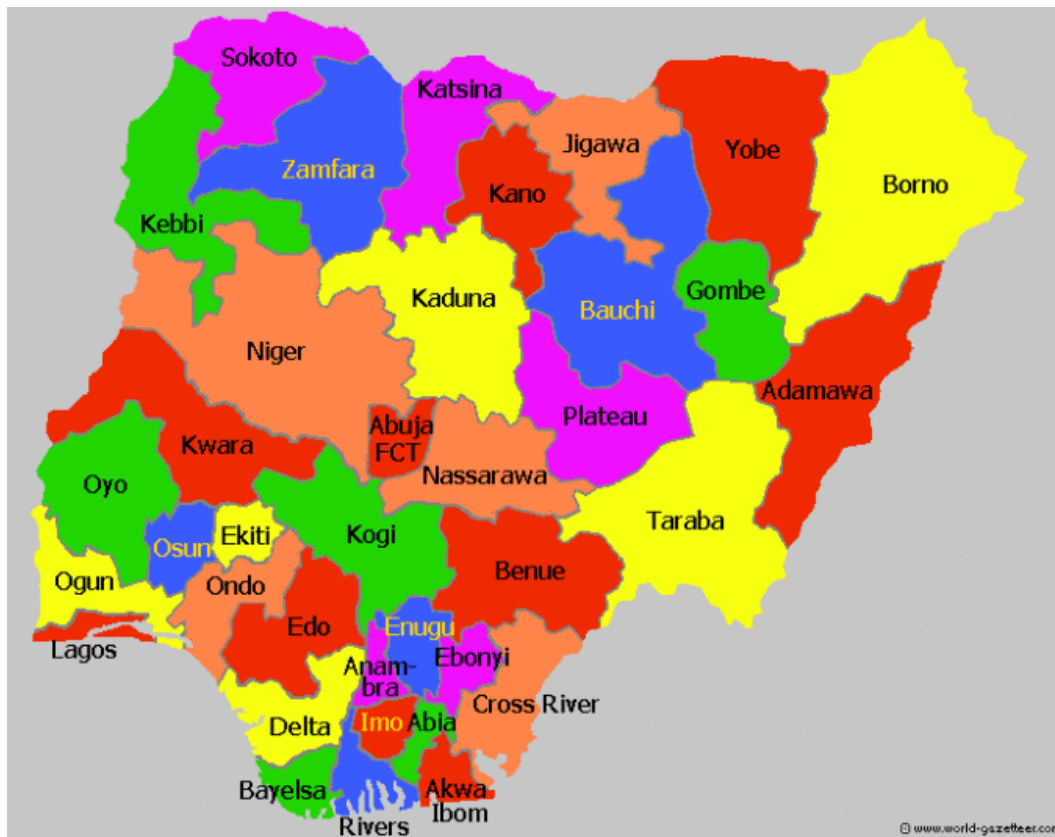 Sokoto
Katsina
Jigawa
Yobe
Zamfara
Kano
Borno
Kebbi
Kaduna
Gombe
Bauchi
Niger
Adamawa
Abuja
FCT
Plateau
Kwara
Nassarawa
Oyo
Taraba
Kogi
Ekiti
Osun
Benue
Ogun
Ondo
Edo
Enugu
Lagos
Ebonyi
Anam-
bra
Cross River
Delta
Imo
Abia
Bayelsa
Akwa
Ibom
Rivers
© www.world-gazetteer.com